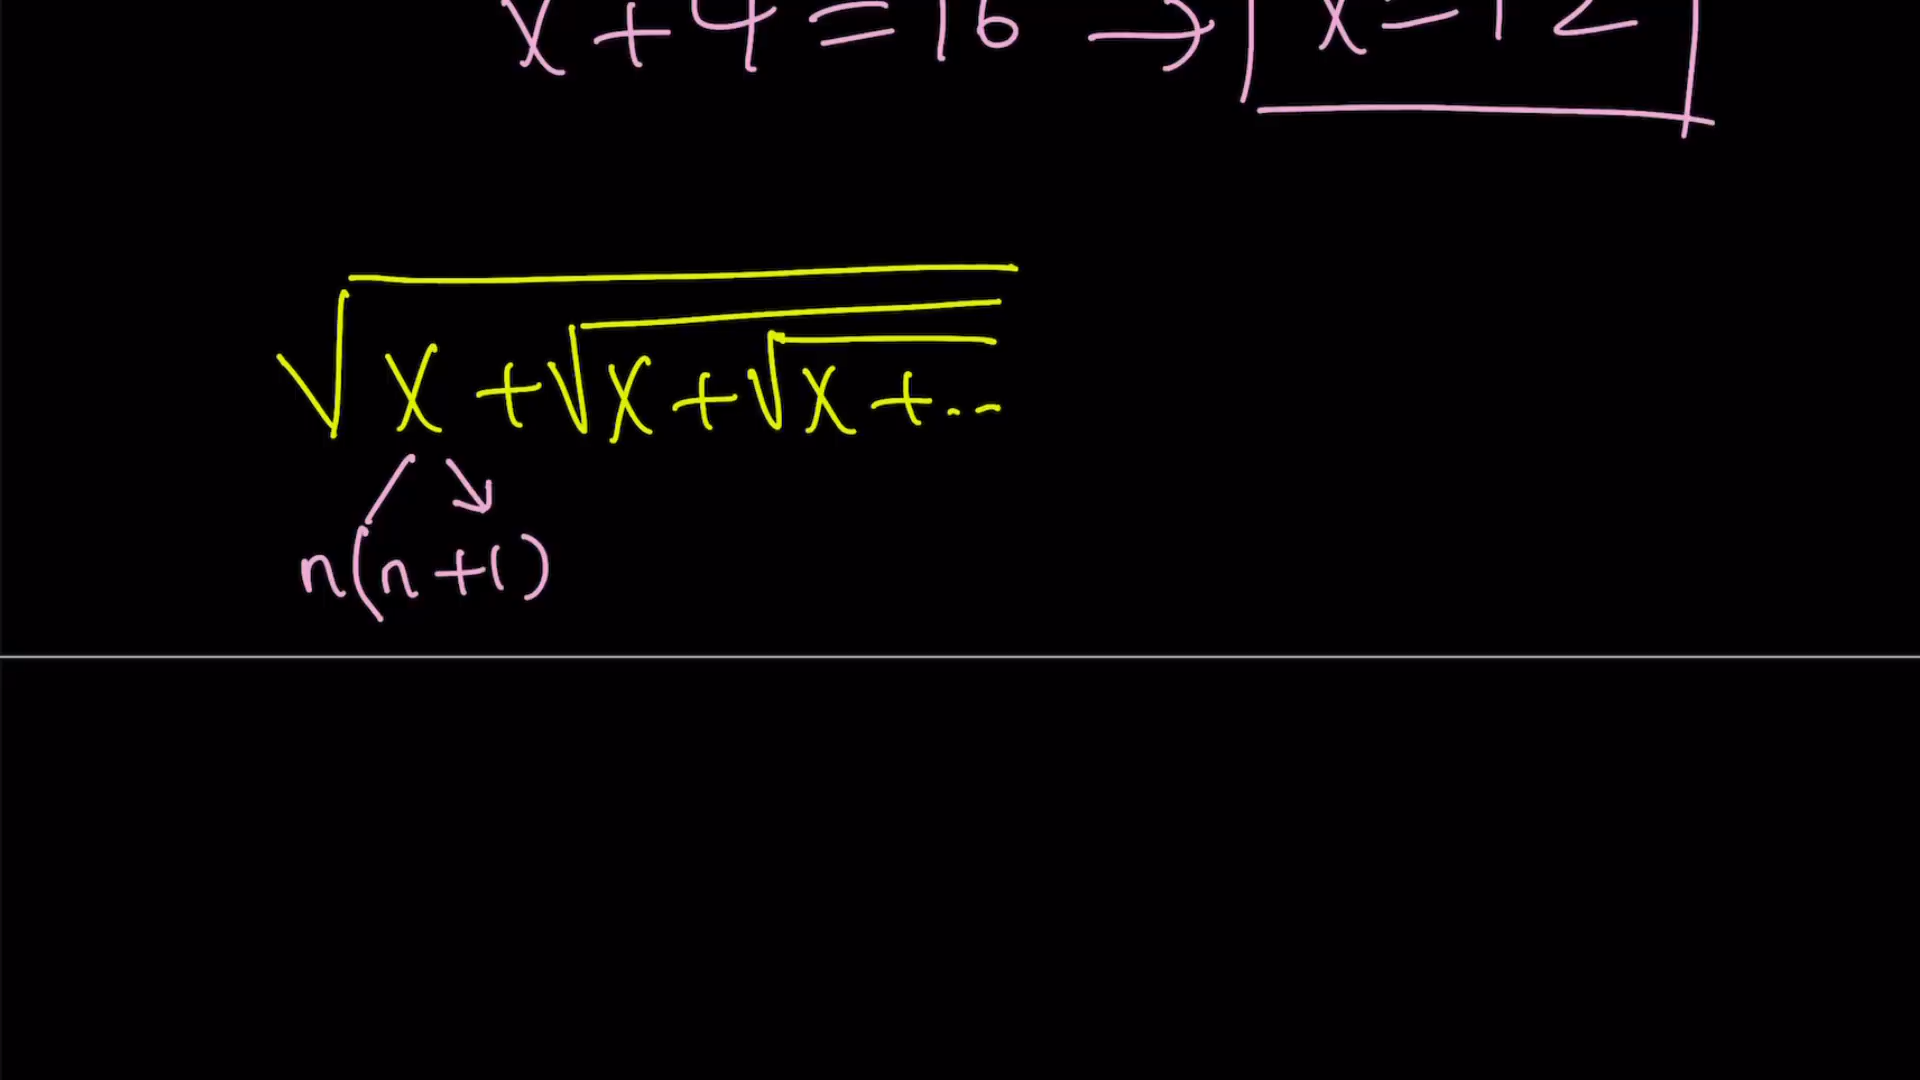 x + 4 = 16 → x = 12
√(x + √(x + √(x + ...
n(n+1)